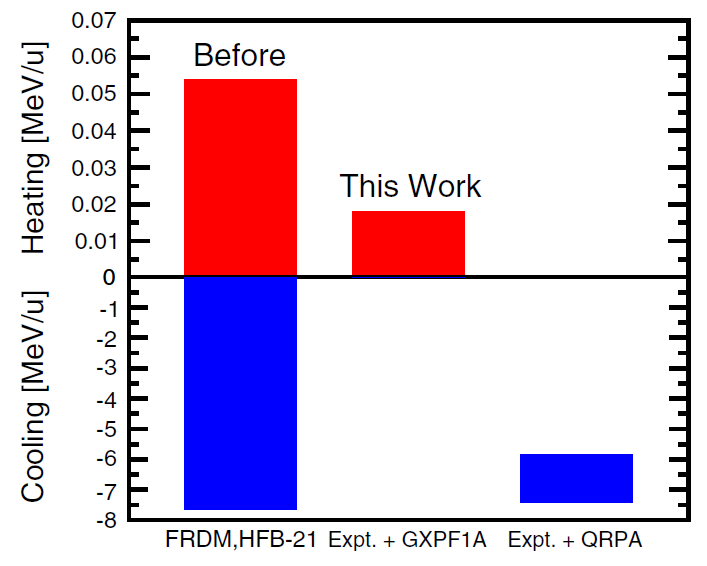 Heating [MeV/u]
0.07
0.06
0.05
0.04
0.03
0.02
0.01
0
Before
This Work
Cooling [MeV/u]
-1
-2
-3
-4
-5
-6
-7
-8
FRDM,HFB-21
Expt. + GXPF1A
Expt. + QRPA